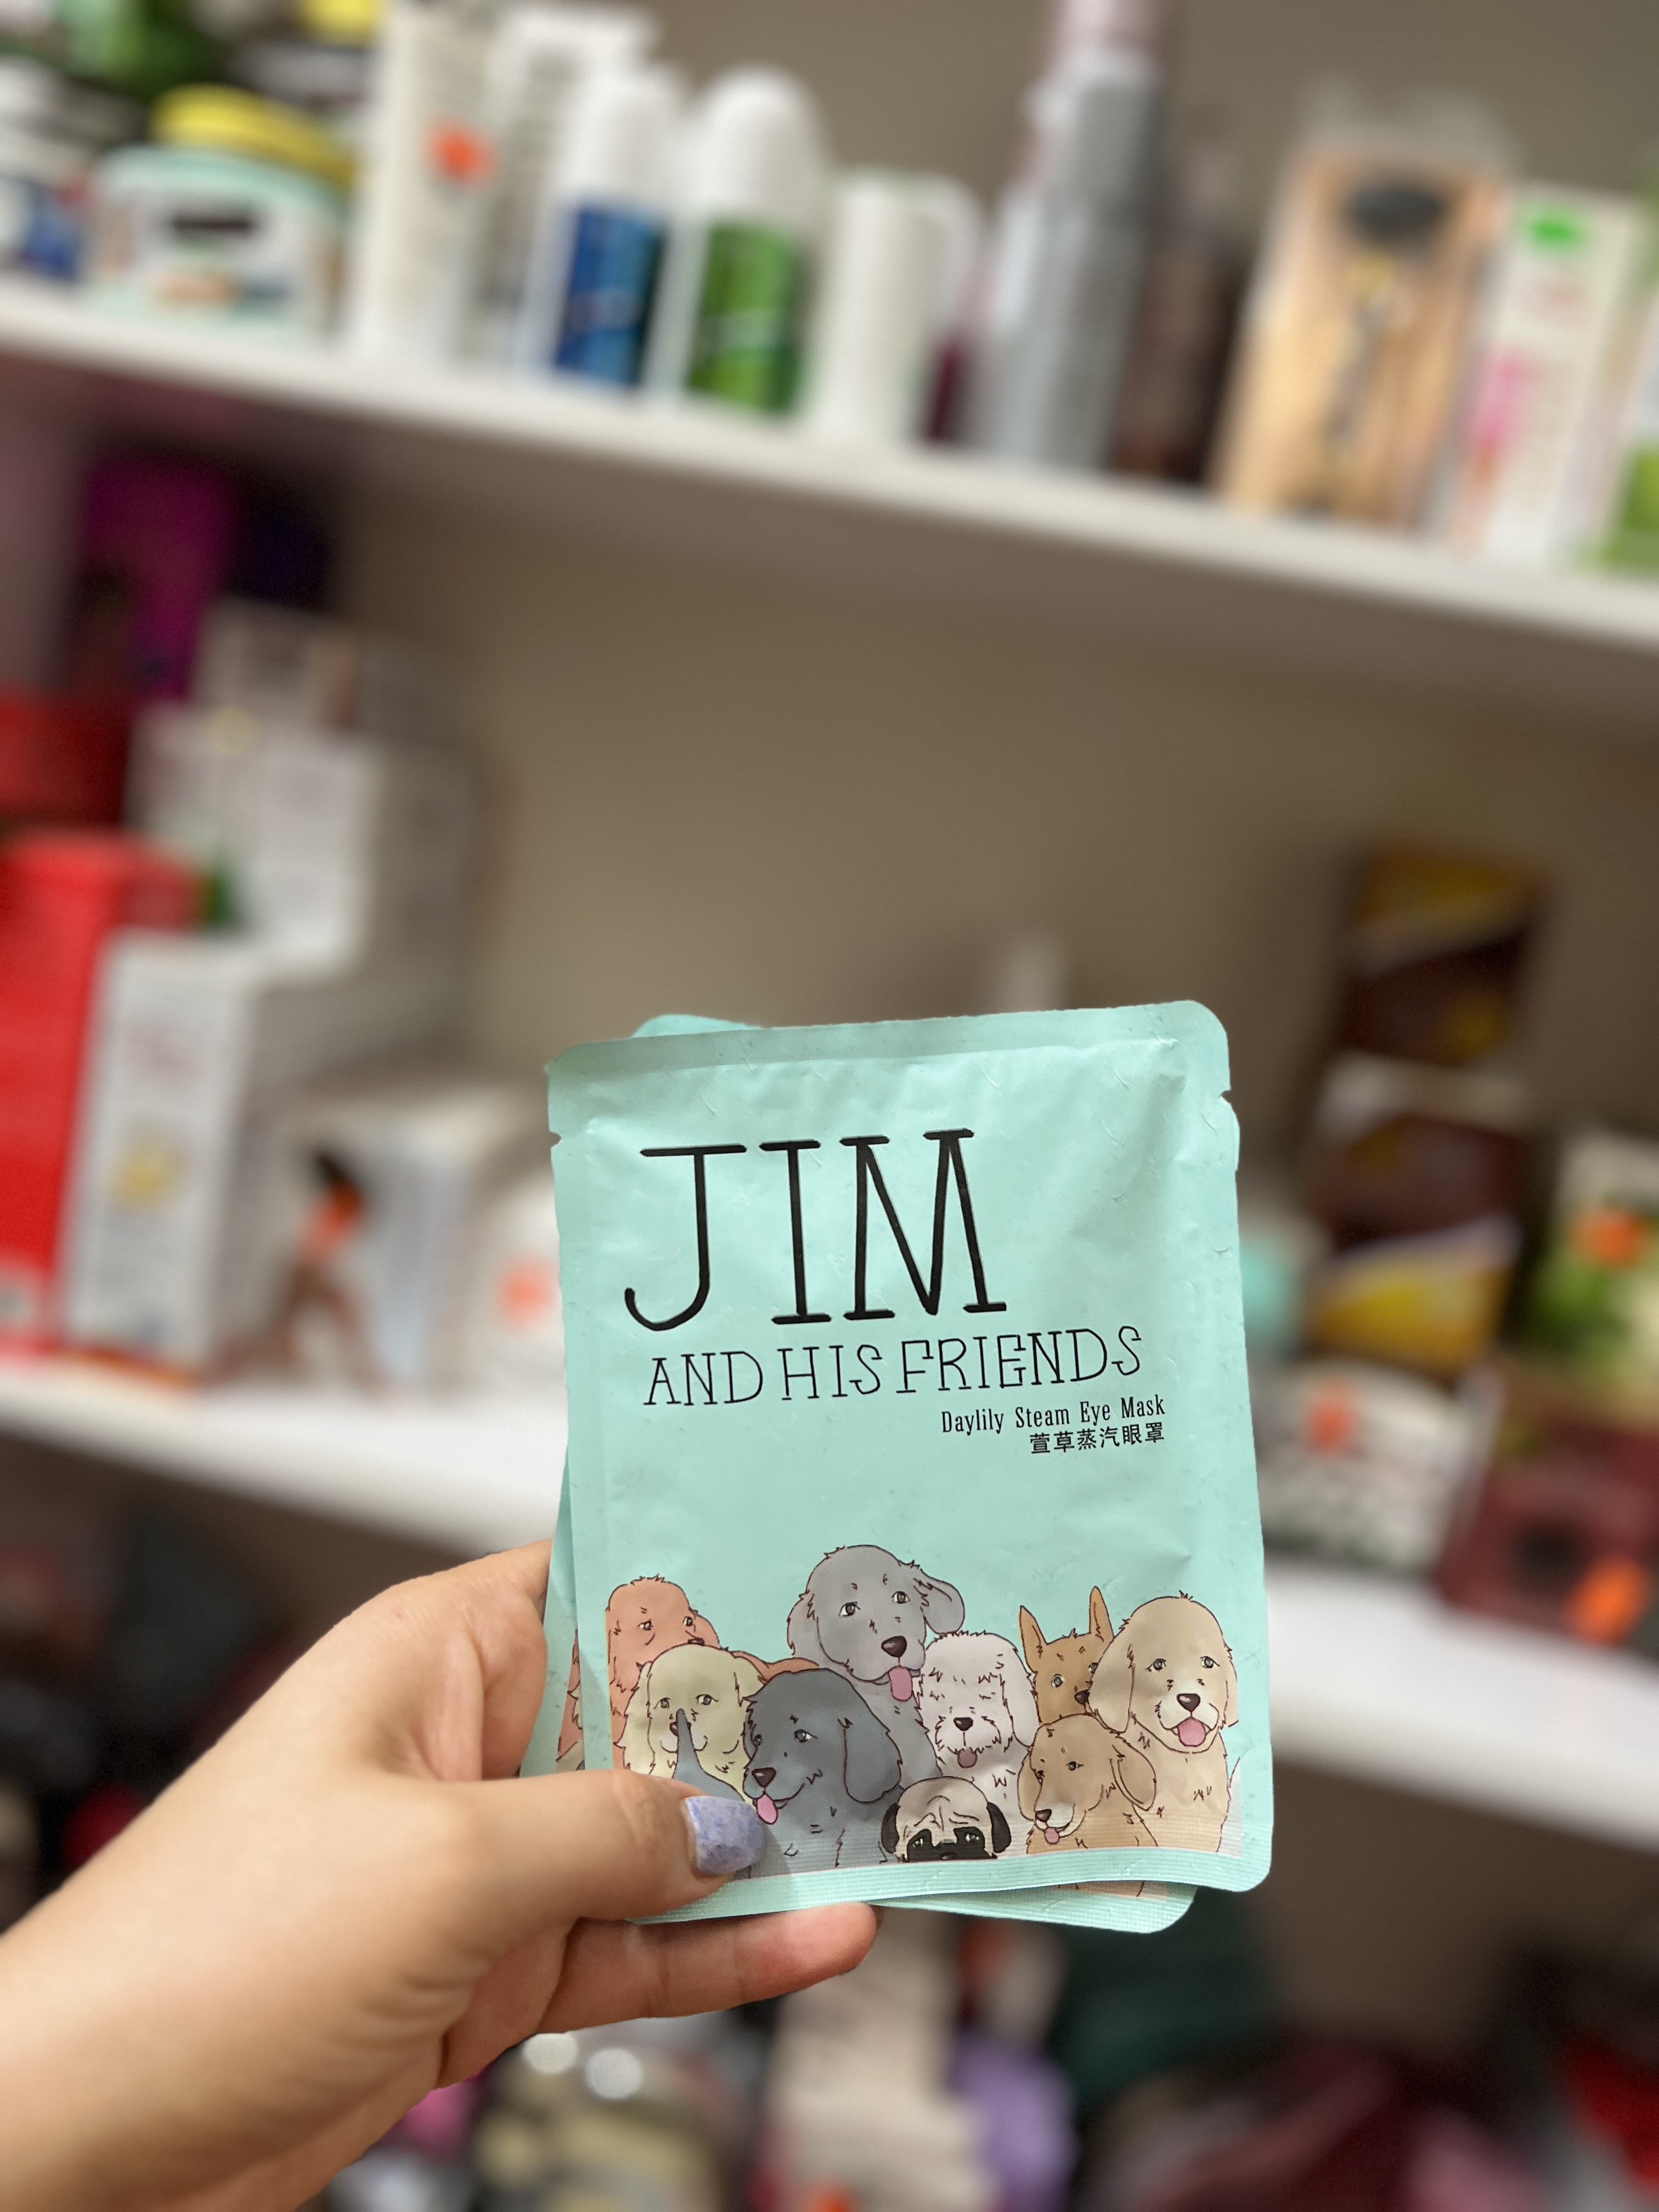 JIM
AND HIS FRIENDS
Daylily Steam Eye Mask
萱草蒸汽眼罩